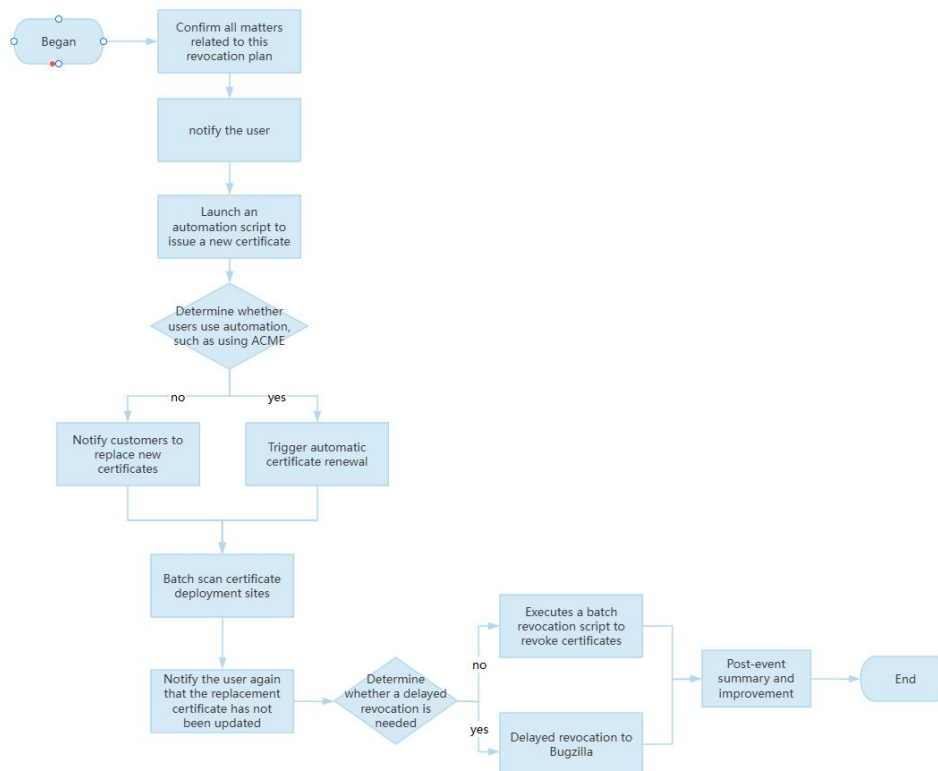 Began
Confirm all matters
related to this
revocation plan
notify the user
Launch an
automation script to
issue a new certificate
Determine whether
users use automation,
such as using ACME
no
yes
Notify customers to
replace new
certificates
Trigger automatic
certificate renewal
Batch scan certificate
deployment sites
Notify the user again
that the replacement
certificate has not
been updated
Determine
whether a delayed
revocation is
needed
no
yes
Executes a batch
revocation script to
revoke certificates
Delayed revocation to
Bugzilla
Post-event
summary and
improvement
End